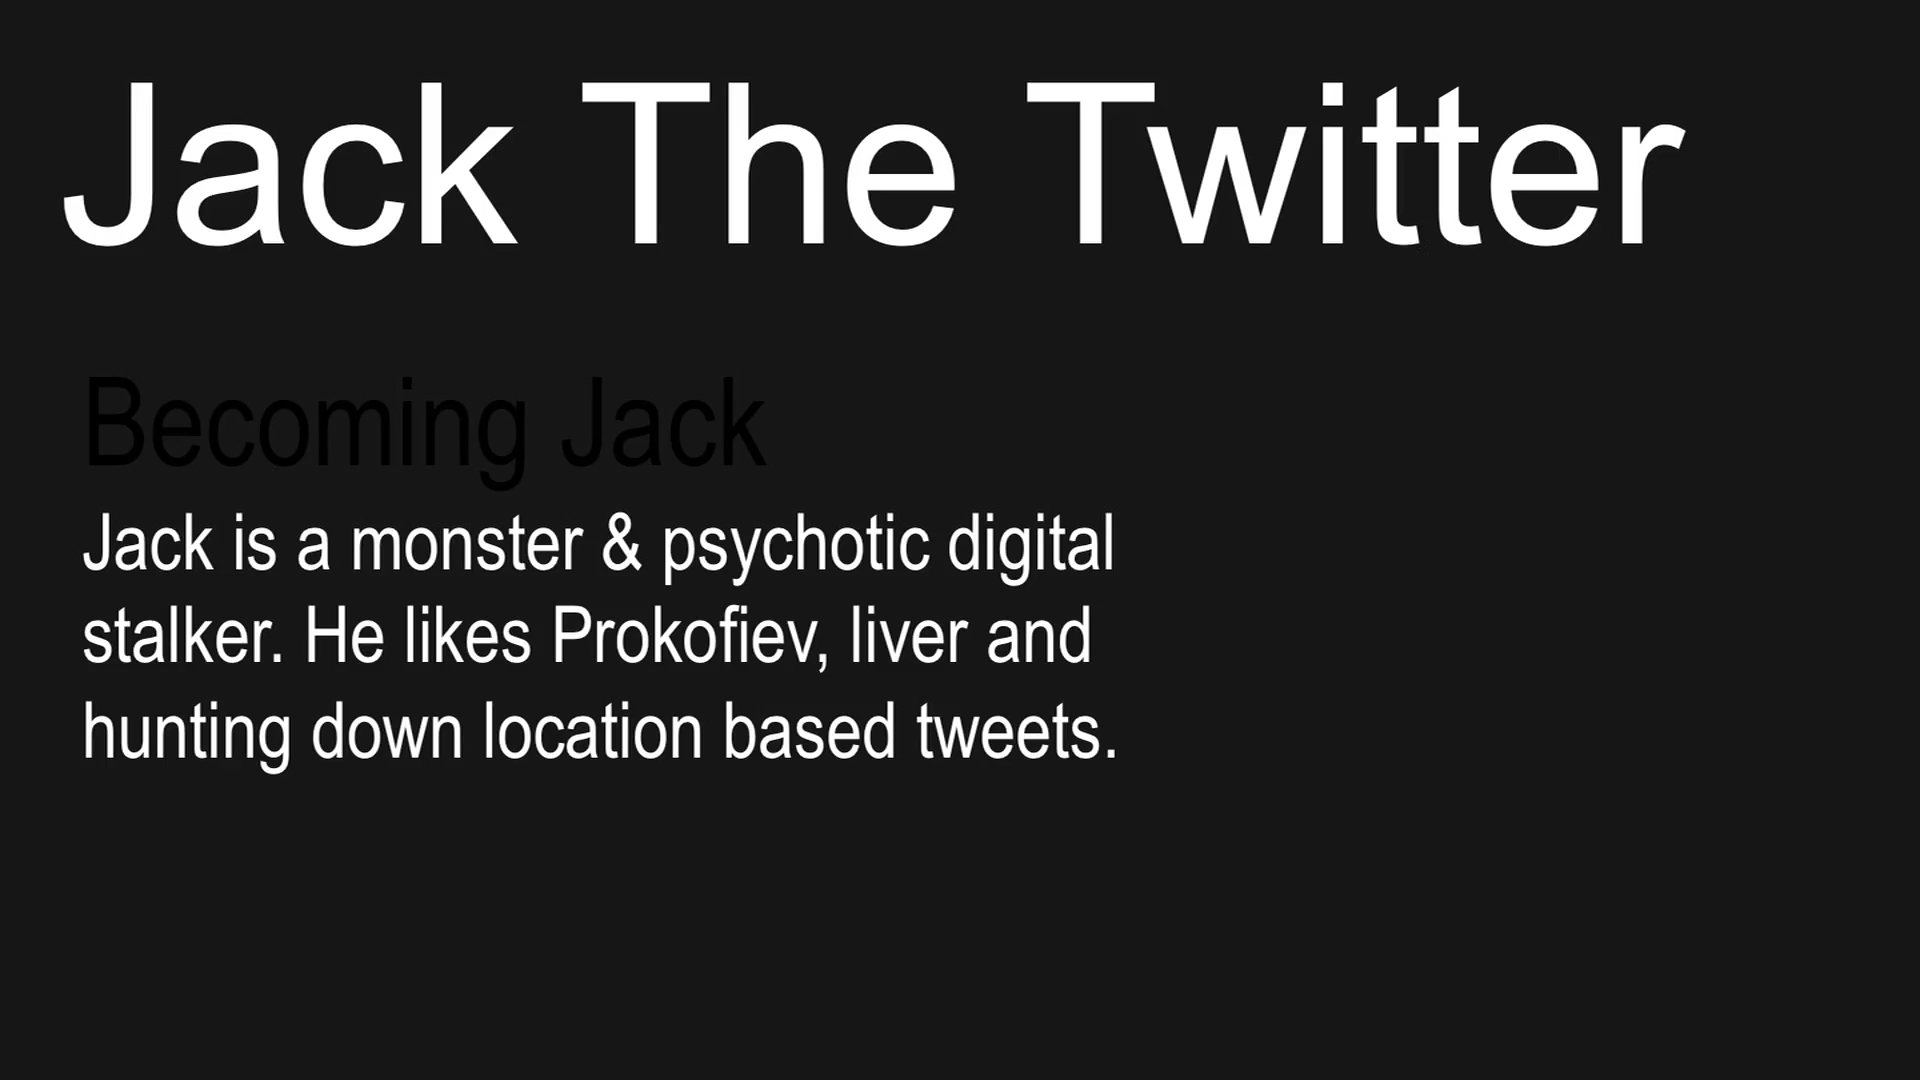 Jack The Twitter
Becoming Jack
Jack is a monster & psychotic digital
stalker. He likes Prokofiev, liver and
hunting down location based tweets.